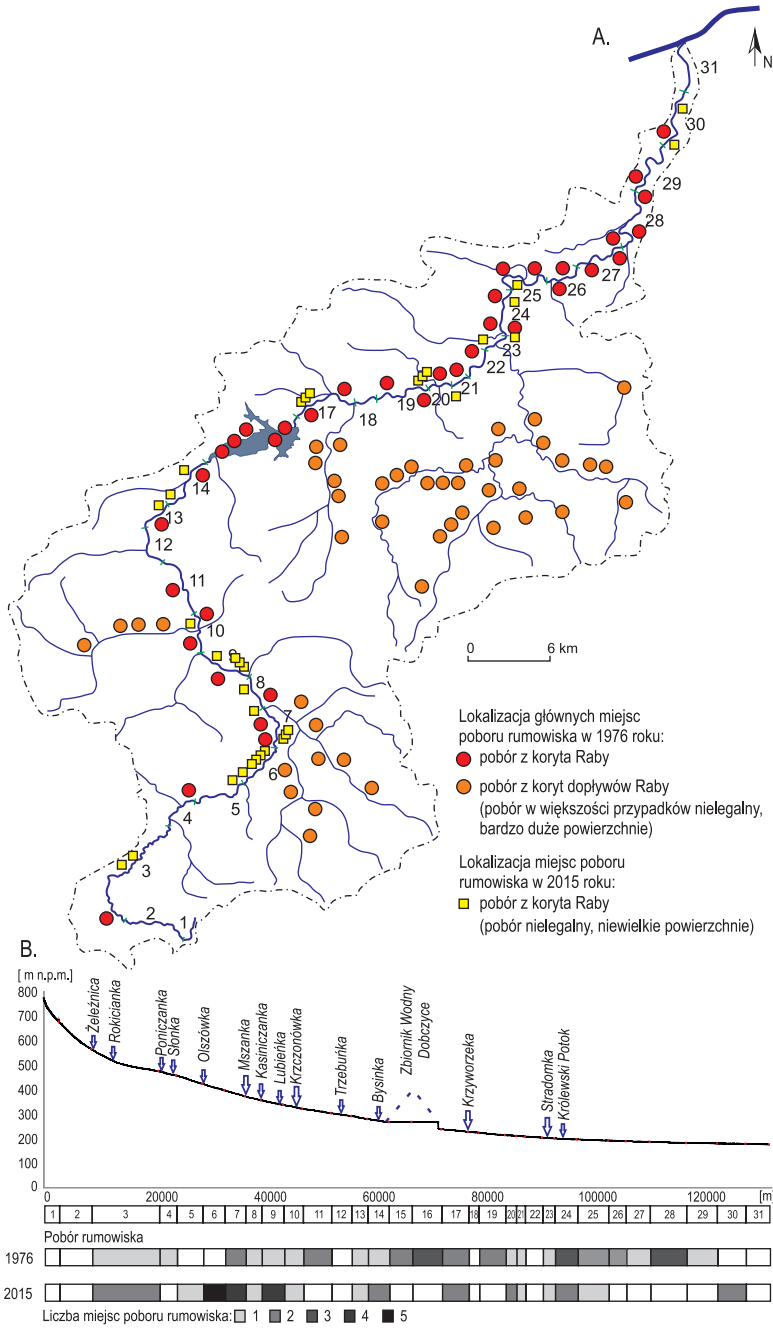 A.
N
31
30
29
28
27
26
25
24
23
22
21
20
19
18
17
14
13
12
11
10
9
8
7
6
5
4
3
2
1
0 6 km
Lokalizacja głównych miejsc
poboru rumowiska w 1976 roku:
pobór z koryta Raby
pobór z koryt dopływów Raby
(pobór w większości przypadków nielegalny,
bardzo duże powierzchnie)
Lokalizacja miejsc poboru
rumowiska w 2015 roku:
pobór z koryta Raby
(pobór nielegalny, niewielkie powierzchnie)
B.
[ m n.p.m.]
800
700
600
500
400
300
200
100
0
Żeleźnica
Rokicianka
Poniczanka
Słonka
Olszówka
Mszanka
Kasiniczanka
Lubieńka
Krzczonówka
Trzebuńka
Bysinka
Zbiornik Wodny
Dobczyce
Krzyworzeka
Stradomka
Królewski Potok
20000 40000 60000 80000 100000 120000 [m]
1 2 3 4 5 6 7 8 9 10 11 12 13 14 15 16 17 18 19 20 21 22 23 24 25 26 27 28 29 30 31
Pobór rumowiska
1976
2015
Liczba miejsc poboru rumowiska: 1 2 3 4 5